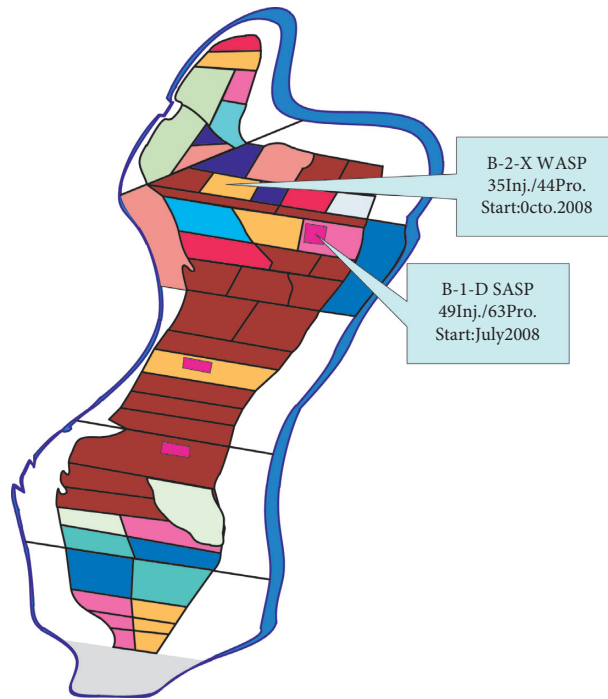 B-2-X WASP
35Inj./44Pro.
Start:0cto.2008
B-1-D SASP
49Inj./63Pro.
Start:July2008